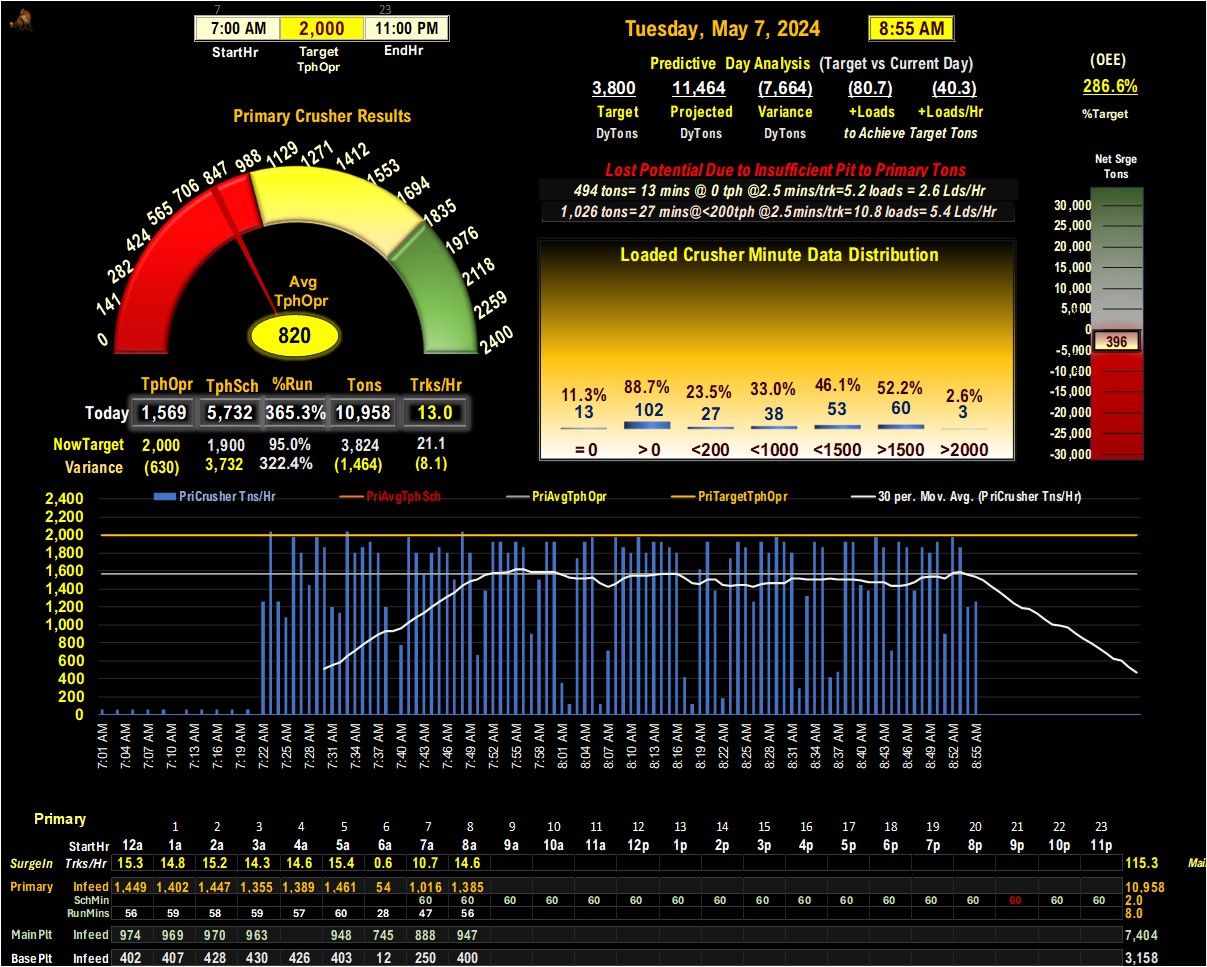 7 23
7:00 AM 2,000 11:00 PM
StartHr Target TphOpr EndHr
Tuesday, May 7, 2024 8:55 AM
Predictive Day Analysis (Target vs Current Day)
3,800 11,464 (7,664) (80.7) (40.3)
Target Projected Variance +Loads +Loads/Hr
DyTons DyTons DyTons to Achieve Target Tons
(OEE)
286.6%
%Target
Primary Crusher Results
0 141 282 424 565 706 847 988 1129 1271 1412 1553 1694 1835 1976 2118 2259 2400
Avg
TphOpr
820
Lost Potential Due to Insufficient Pit to Primary Tons
494 tons= 13 mins @ 0 tph @2.5 mins/trk=5.2 loads = 2.6 Lds/Hr
1,026 tons= 27 mins@<200tph @2.5mins/trk=10.8 loads= 5.4 Lds/Hr
Net Srge
Tons
30,000
25,000
20,000
15,000
10,000
5,000
0
396
-5,000
-10,000
-15,000
-20,000
-25,000
-30,000
Loaded Crusher Minute Data Distribution
11.3% 88.7% 23.5% 33.0% 46.1% 52.2% 2.6%
13 102 27 38 53 60 3
= 0 > 0 <200 <1000 <1500 >1500 >2000
TphOpr TphSch %Run Tons Trks/Hr
Today 1,569 5,732 365.3% 10,958 13.0
NowTarget 2,000 1,900 95.0% 3,824 21.1
Variance (630) 3,732 322.4% (1,464) (8.1)
PriCrusher Tns/Hr PriAvgTphSch PriAvgTphOpr PriTargetTphOpr 30 per. Mov. Avg. (PriCrusher Tns/Hr)
2,400
2,200
2,000
1,800
1,600
1,400
1,200
1,000
800
600
400
200
0
7:01 AM 7:04 AM 7:07 AM 7:10 AM 7:13 AM 7:16 AM 7:19 AM 7:22 AM 7:25 AM 7:28 AM 7:31 AM 7:34 AM 7:37 AM 7:40 AM 7:43 AM 7:46 AM 7:49 AM 7:52 AM 7:55 AM 7:58 AM 8:01 AM 8:04 AM 8:07 AM 8:10 AM 8:13 AM 8:16 AM 8:19 AM 8:22 AM 8:25 AM 8:28 AM 8:31 AM 8:34 AM 8:37 AM 8:40 AM 8:43 AM 8:46 AM 8:49 AM 8:52 AM 8:55 AM
Primary
1 2 3 4 5 6 7 8 9 10 11 12 13 14 15 16 17 18 19 20 21 22 23
StartHr 12a 1a 2a 3a 4a 5a 6a 7a 8a 9a 10a 11a 12p 1p 2p 3p 4p 5p 6p 7p 8p 9p 10p 11p
SurgeIn Trks/Hr 15.3 14.8 15.2 14.3 14.6 15.4 0.6 10.7 14.6 115.3
Primary Infeed 1,449 1,402 1,447 1,355 1,389 1,461 54 1,016 1,385 10,958
SchMin 60 60 60 60 60 60 60 60 60 60 60 60 60 60 60 60 60 2.0
RunMins 56 59 58 59 57 60 28 47 56 8.0
MainPlt Infeed 974 969 970 963 948 745 888 947 7,404
BasePlt Infeed 402 407 428 430 426 403 12 250 400 3,158